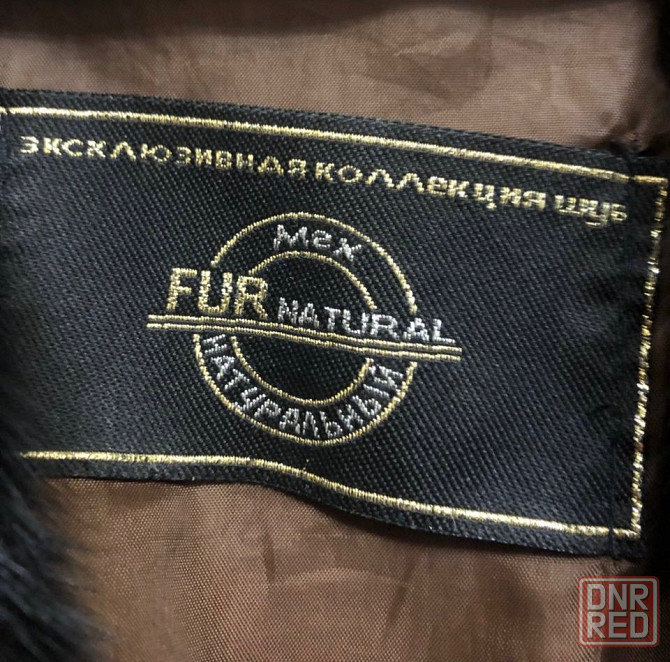 ЭКСКЛЮЗИВНАЯ КОЛЛЕКЦИЯ ШУБ
Мех
FUR NATURAL
НАТУРАЛЬНЫЙ
DNR
RED